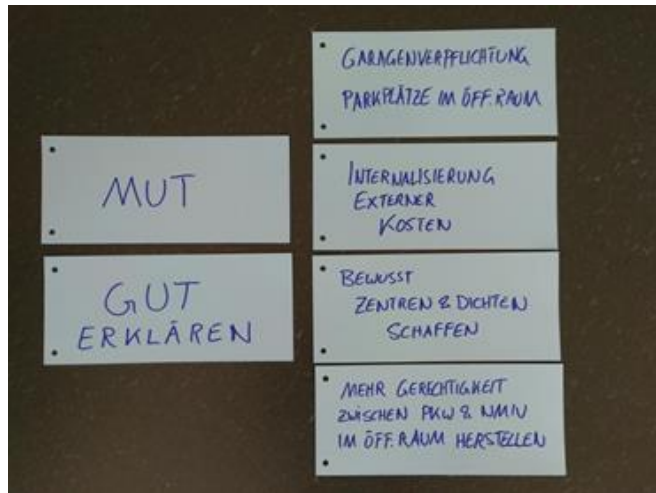 MUT
GUT
ERKLÄREN
GARAGENVERPFLICHTUNG
PARKPLÄTZE IM ÖFF. RAUM
INTERNALISIERUNG
EXTERNER
KOSTEN
BEWUSST
ZENTREN & DICHTEN
SCHAFFEN
MEHR GERECHTIGKEIT
ZWISCHEN PKW & NMIV
IM ÖFF. RAUM HERSTELLEN